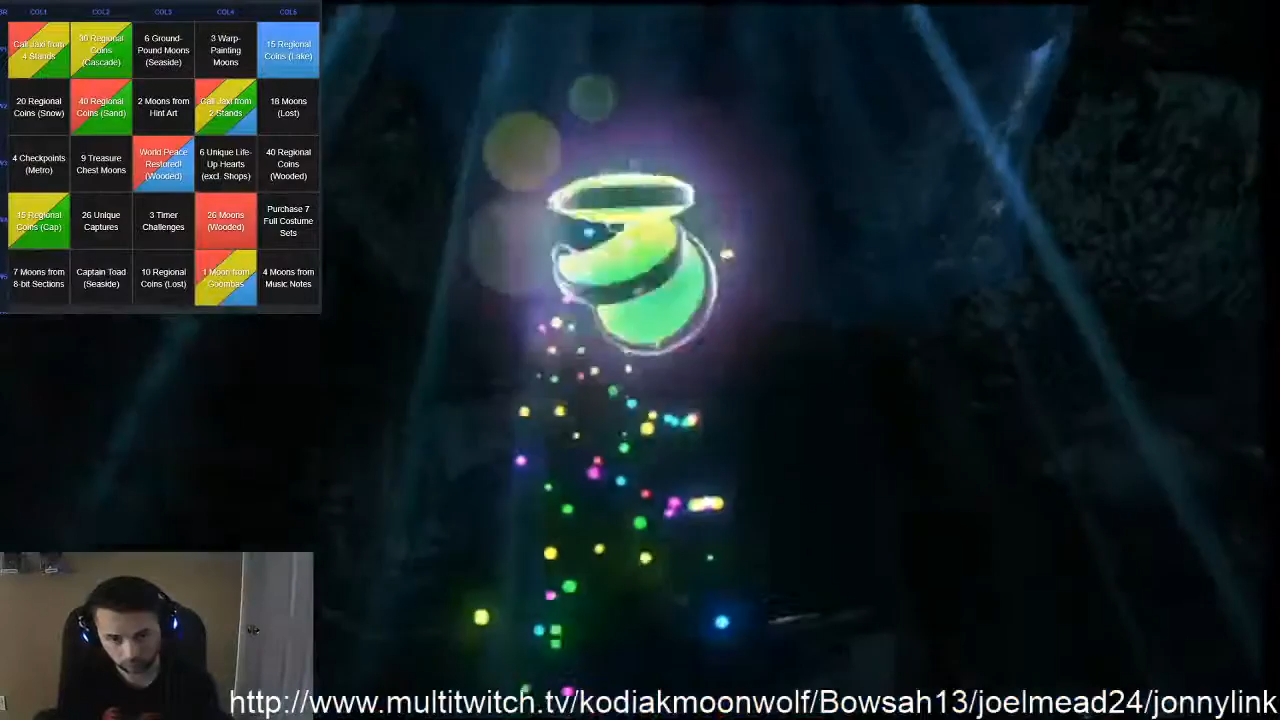 COL1 COL2 COL3 COL4 COL5
Call Jaxi from
4 Stands
30 Regional
Coins
(Cascade)
6 Ground-
Pound Moons
(Seaside)
3 Warp-
Painting
Moons
15 Regional
Coins (Lake)
20 Regional
Coins (Snow)
40 Regional
Coins (Sand)
2 Moons from
Hint Art
Call Jaxi from
2 Stands
18 Moons
(Lost)
4 Checkpoints
(Metro)
9 Treasure
Chest Moons
World Peace
Restored!
(Wooded)
6 Unique Life-
Up Hearts
(excl. Shops)
40 Regional
Coins
(Wooded)
15 Regional
Coins (Cap)
26 Unique
Captures
3 Timer
Challenges
26 Moons
(Wooded)
Purchase 7
Full Costume
Sets
7 Moons from
8-bit Sections
Captain Toad
(Seaside)
10 Regional
Coins (Lost)
1 Moon from
Goombas
4 Moons from
Music Notes
http://www.multitwitch.tv/kodiakmoonwolf/Bowsah13/joelmead24/jonnylink